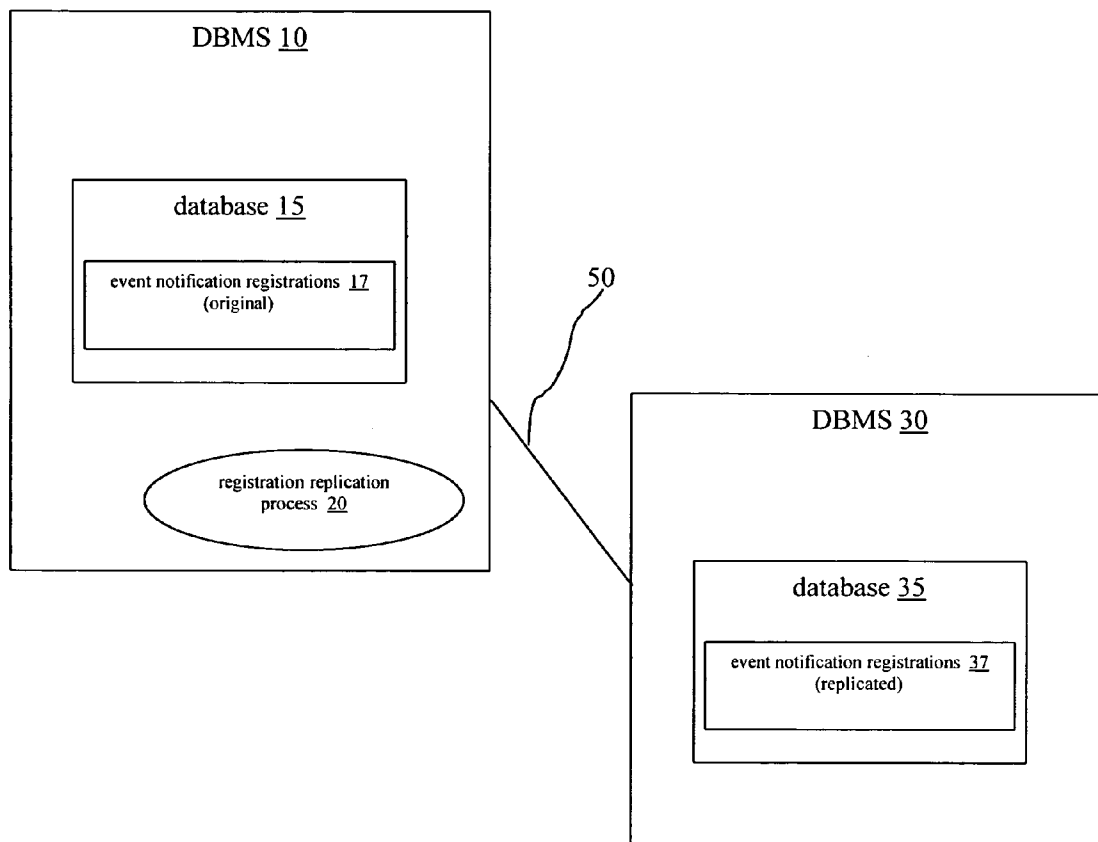 DBMS 10
database 15
event notification registrations 17
(original)
50
registration replication
process 20
DBMS 30
database 35
event notification registrations 37
(replicated)